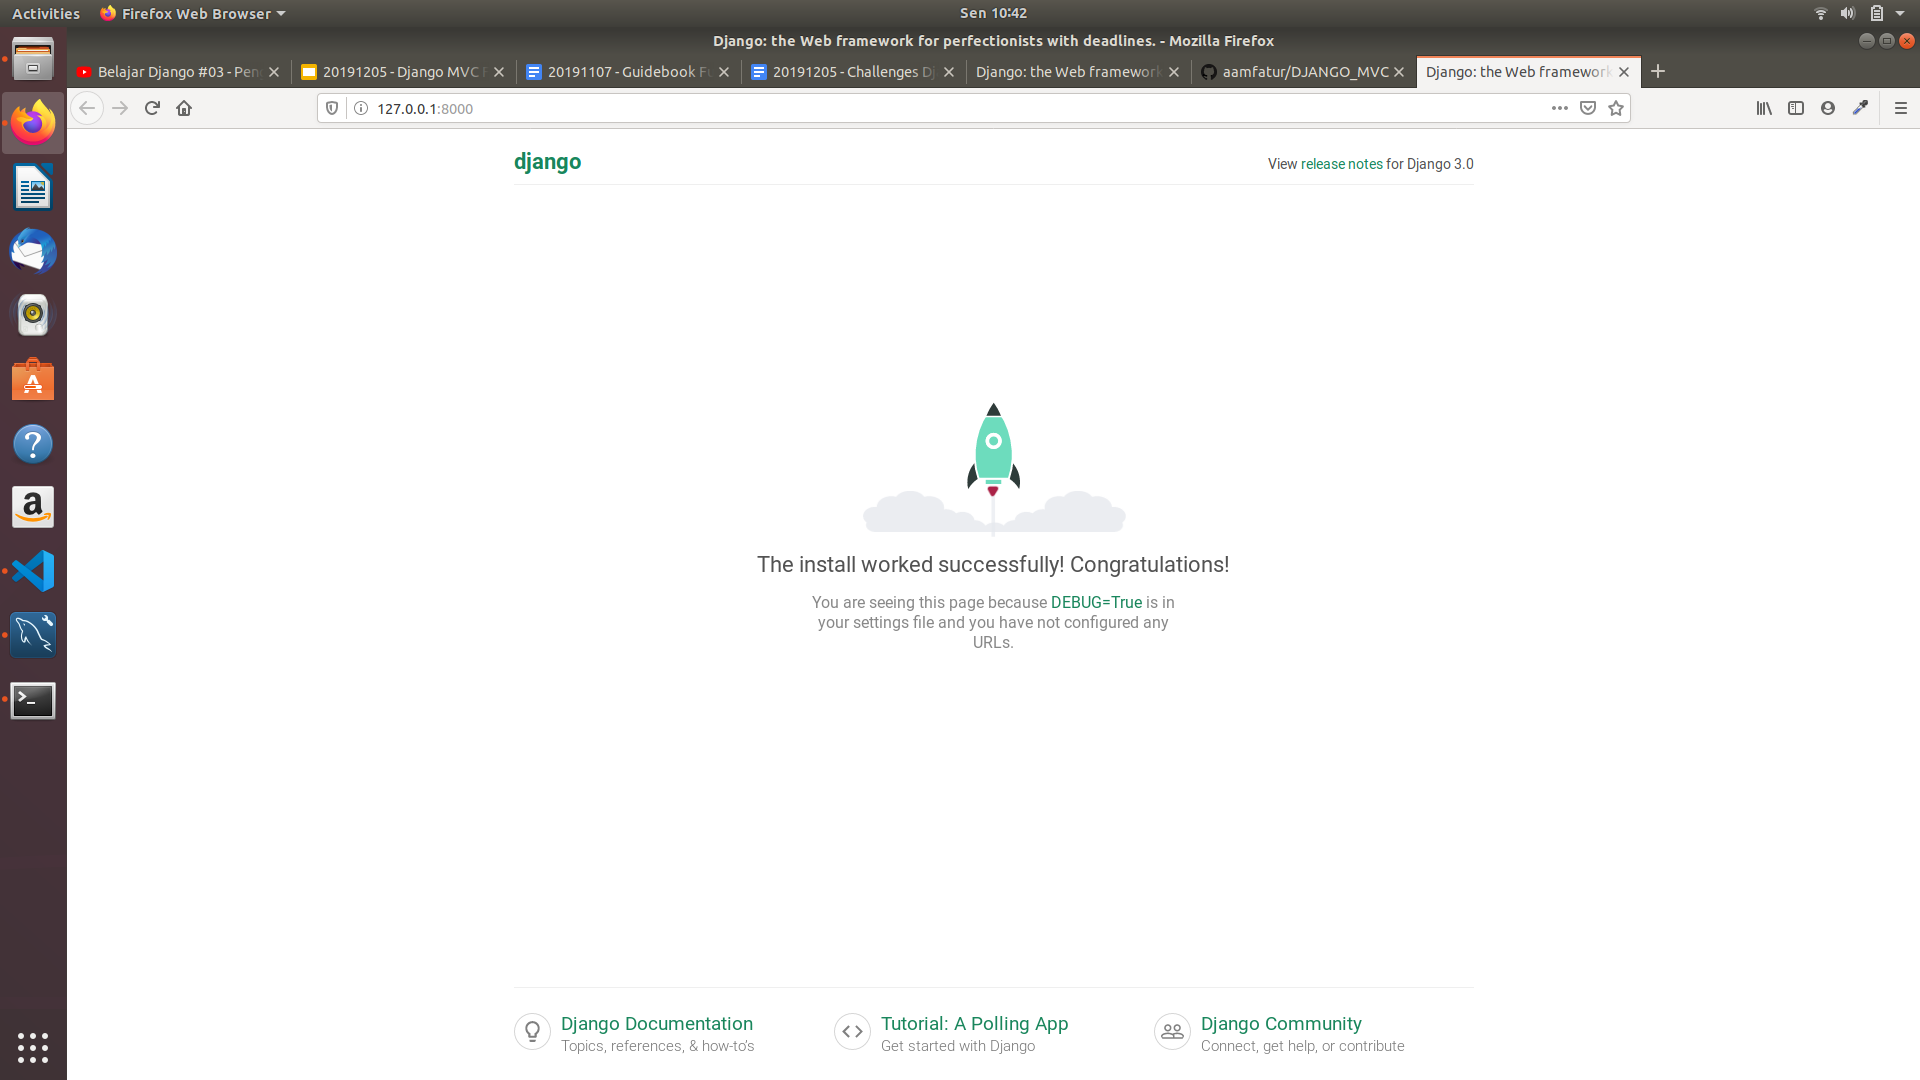 Activities
Firefox Web Browser
Sen 10:42
Django: the Web framework for perfectionists with deadlines. - Mozilla Firefox
Belajar Django #03 - Pen
20191205 - Django MVC
20191107 - Guidebook
20191205 - Challenges
Django: the Web framework
aamfatur/DJANGO_MVC
Django: the Web framework
127.0.0.1:8000
django
View release notes for Django 3.0
The install worked successfully! Congratulations!
You are seeing this page because DEBUG=True is in
your settings file and you have not configured any
URLs.
Django Documentation
Topics, references, & how-to's
Tutorial: A Polling App
Get started with Django
Django Community
Connect, get help, or contribute